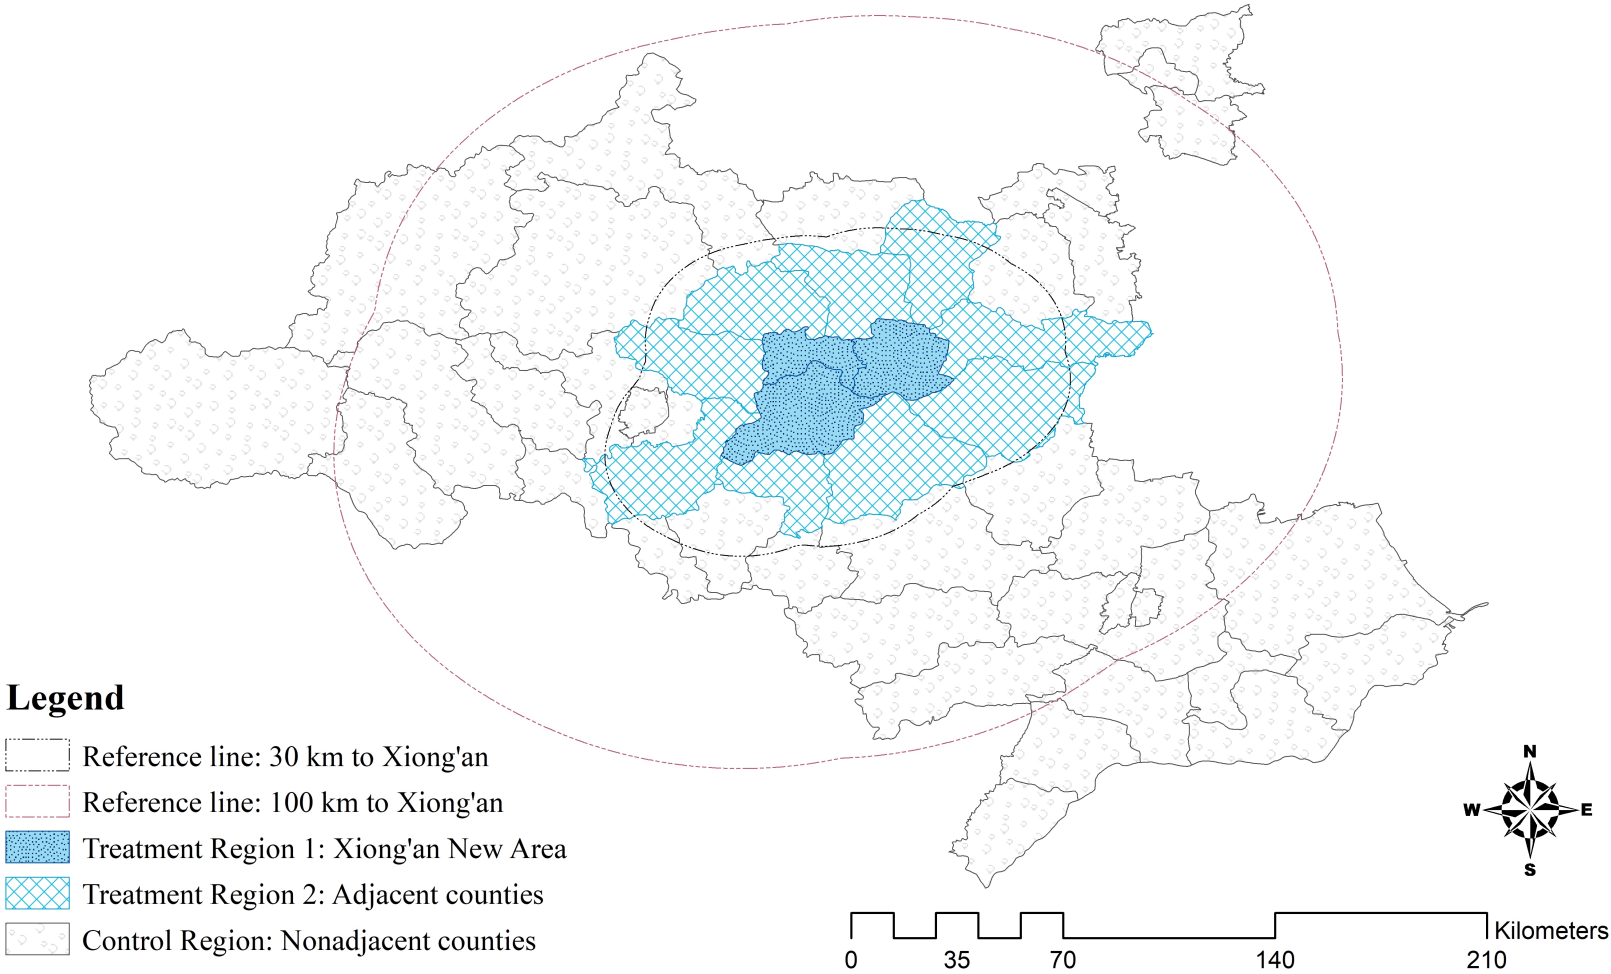 Legend
Reference line: 30 km to Xiong'an
Reference line: 100 km to Xiong'an
Treatment Region 1: Xiong'an New Area
Treatment Region 2: Adjacent counties
Control Region: Nonadjacent counties
N
W E
S
Kilometers
0 35 70 140 210